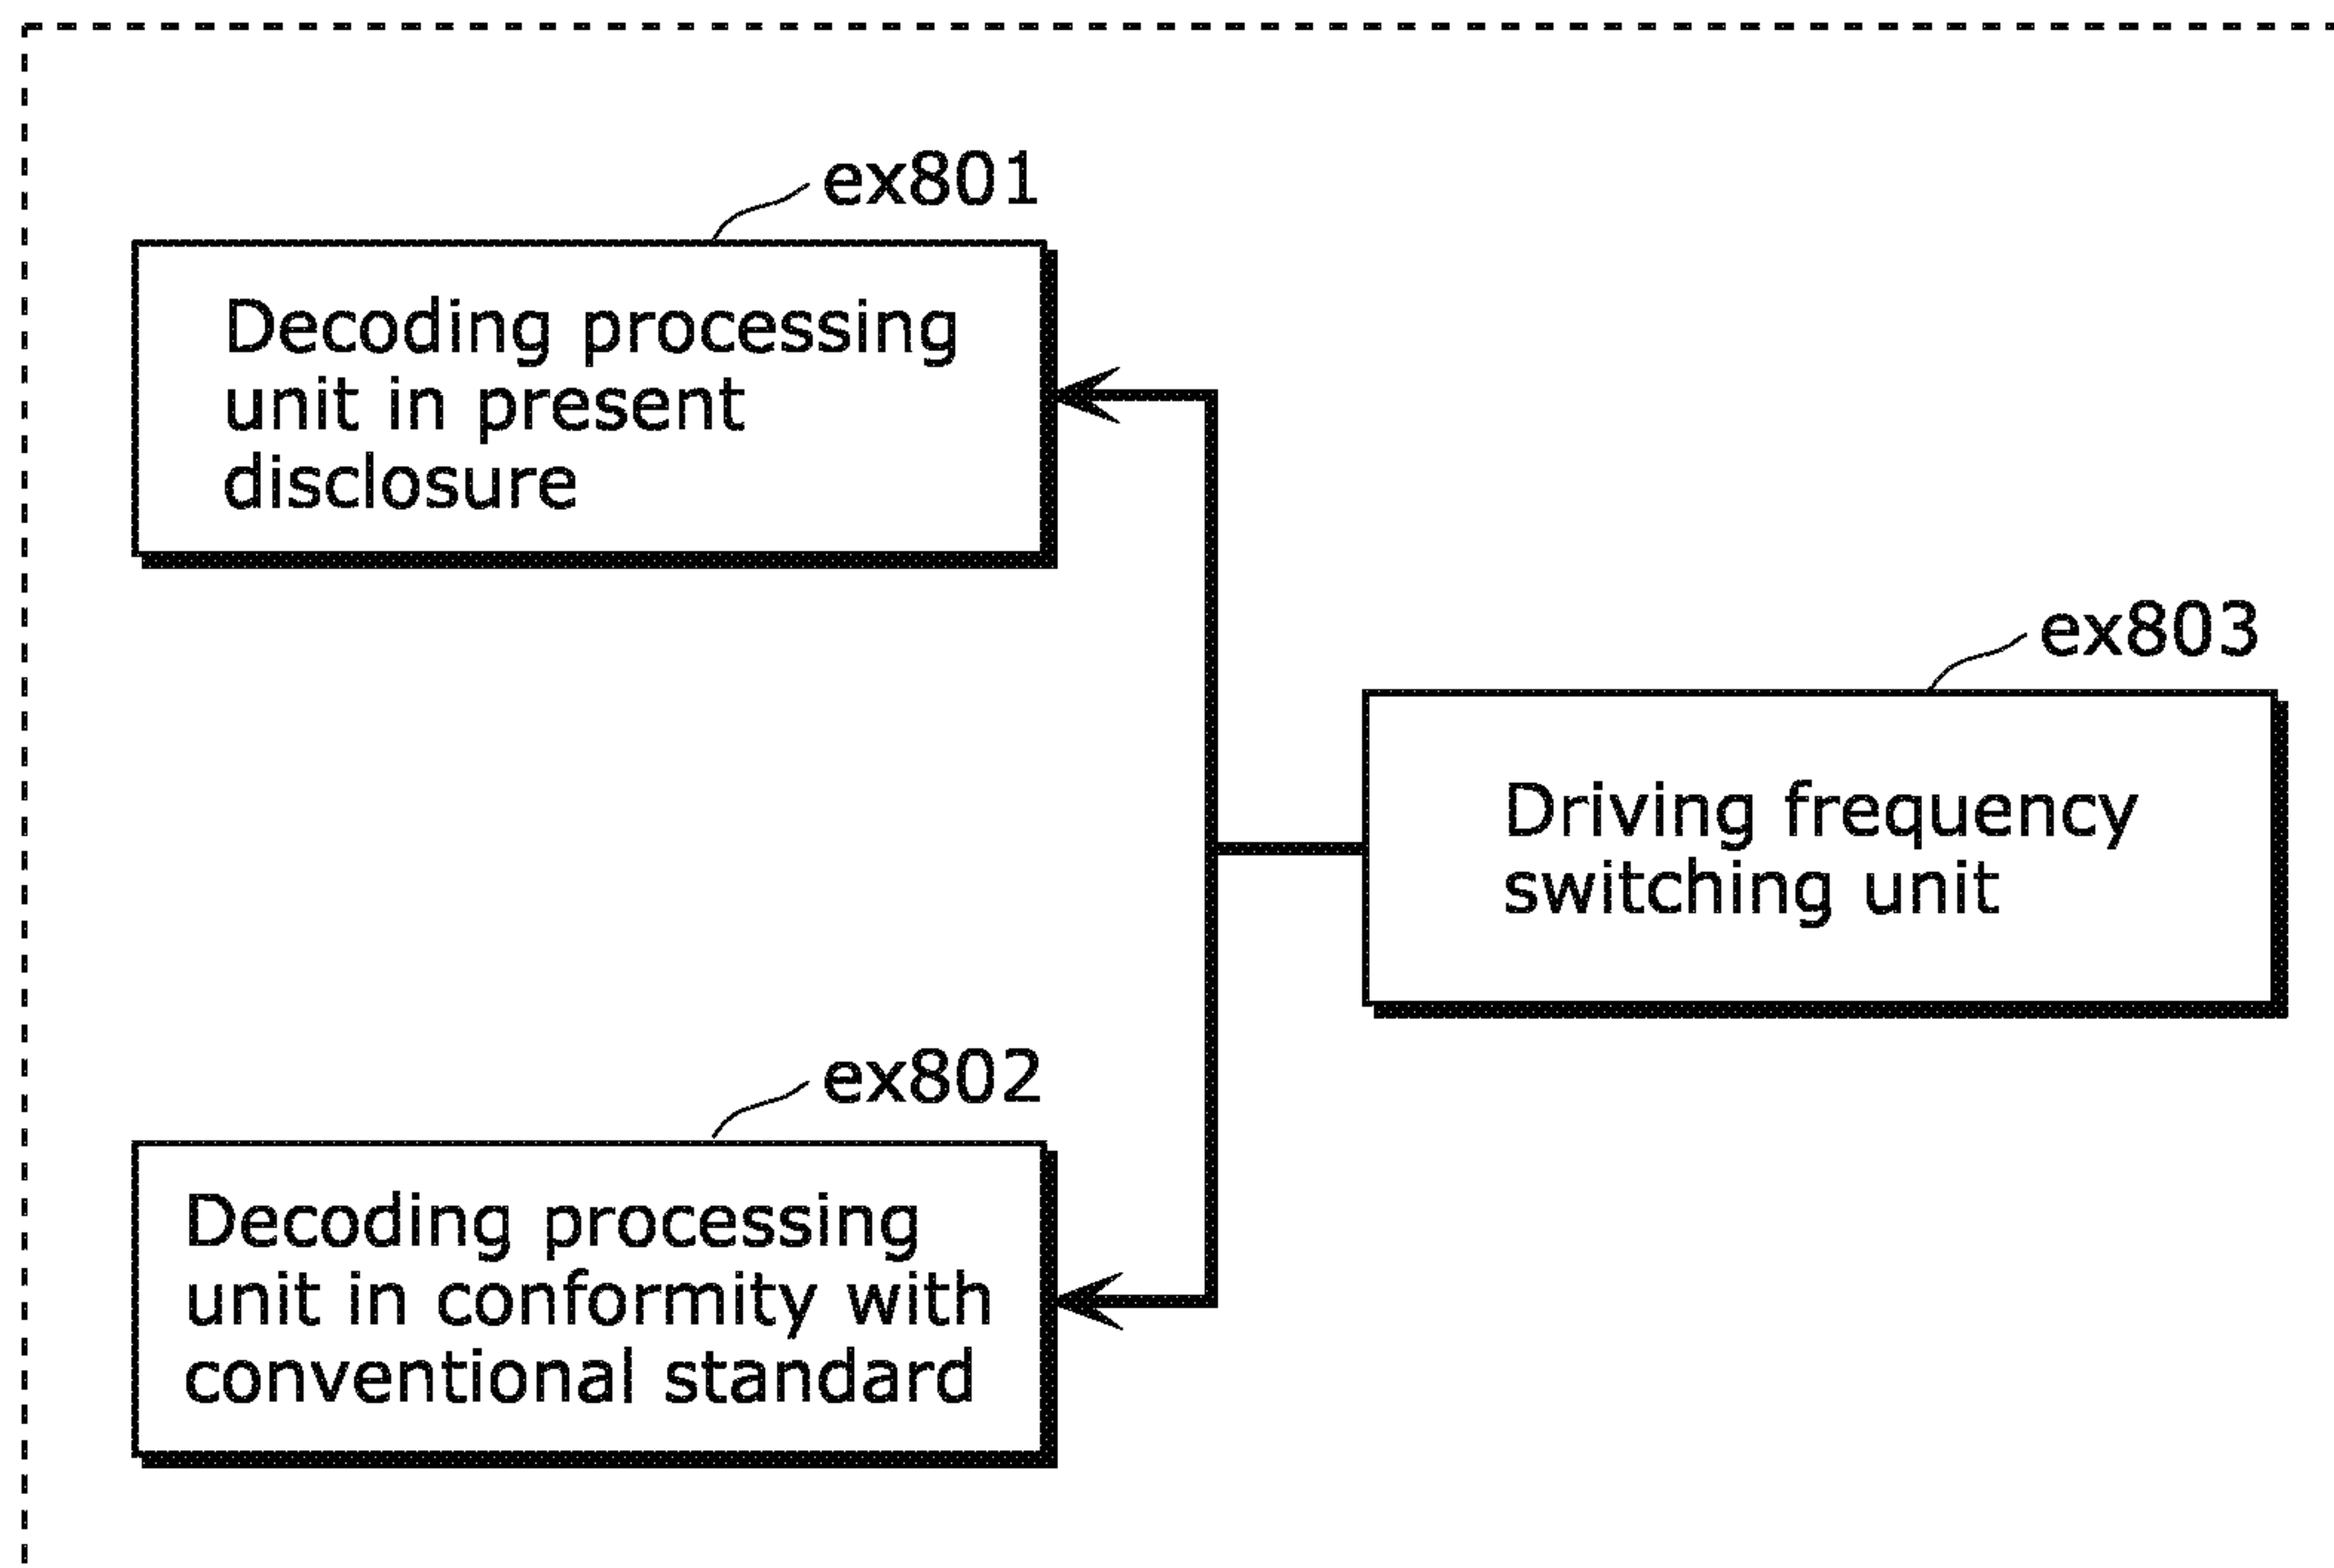 ex801
Decoding processing
unit in present
disclosure
ex803
Driving frequency
switching unit
ex802
Decoding processing
unit in conformity with
conventional standard